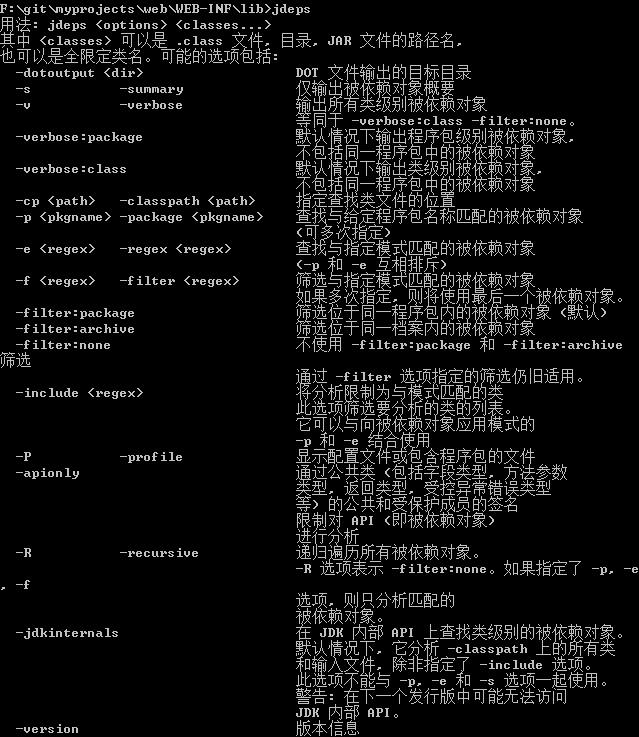 F:\git\myprojects\web\WEB-INF\lib>jdeps
用法: jdeps <options> <classes...>
其中 <classes> 可以是 .class 文件, 目录, JAR 文件的路径名,
也可以是全限定类名。可能的选项包括:
-dotoutput <dir> DOT 文件输出的目标目录
-s -summary 仅输出被依赖对象概要
-v -verbose 输出所有类级别被依赖对象
等同于 -verbose:class -filter:none。
-verbose:package 默认情况下输出程序包级别被依赖对象,
不包括同一程序包中的被依赖对象
-verbose:class 默认情况下输出类级别被依赖对象,
不包括同一程序包中的被依赖对象
-cp <path> -classpath <path> 指定查找类文件的位置
-p <pkgname> -package <pkgname> 查找与给定程序包名称匹配的被依赖对象
(可多次指定)
-e <regex> -regex <regex> 查找与指定模式匹配的被依赖对象
(-p 和 -e 互相排斥)
-f <regex> -filter <regex> 筛选与指定模式匹配的被依赖对象
如果多次指定, 则将使用最后一个被依赖对象。
-filter:package 筛选位于同一程序包内的被依赖对象 (默认)
-filter:archive 筛选位于同一档案内的被依赖对象
-filter:none 不使用 -filter:package 和 -filter:archive
筛选
通过 -filter 选项指定的筛选仍旧适用。
-include <regex> 将分析限制为与模式匹配的类
此选项筛选要分析的类的列表。
它可以与向被依赖对象应用模式的
-p 和 -e 结合使用
-P -profile 显示配置文件或包含程序包的文件
-apionly 通过公共类 (包括字段类型, 方法参数
类型, 返回类型, 受控异常错误类型
等) 的公共和受保护成员的签名
限制对 API (即被依赖对象)
进行分析
-R -recursive 递归遍历所有被依赖对象。
-R 选项表示 -filter:none。如果指定了 -p, -e
, -f
选项, 则只分析匹配的
被依赖对象。
-jdkinternals 在 JDK 内部 API 上查找类级别的被依赖对象。
默认情况下, 它分析 -classpath 上的所有类
和输入文件, 除非指定了 -include 选项。
此选项不能与 -p, -e 和 -s 选项一起使用。
警告: 在下一个发行版中可能无法访问
JDK 内部 API。
-version 版本信息